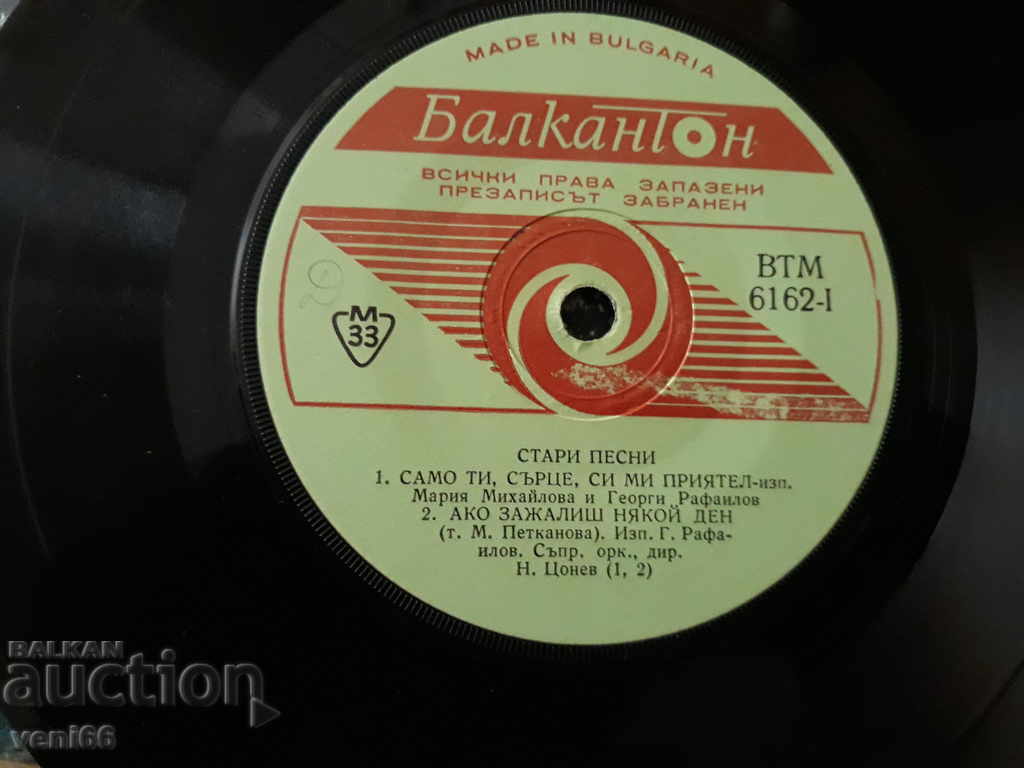 MADE IN BULGARIA
Балкантон
ВСИЧКИ ПРАВА ЗАПАЗЕНИ
ПРЕЗАПИСЪТ ЗАБРАНЕН
ВТМ
6162-I
9
М
33
СТАРИ ПЕСНИ
1. САМО ТИ, СЪРЦЕ, СИ МИ ПРИЯТЕЛ-изп.
Мария Михайлова и Георги Рафаилов
2. АКО ЗАЖАЛИШ НЯКОЙ ДЕН
(т. М. Петканова). Изп. Г. Рафа-
илов. Съпр. орк., дир.
Н. Цонев (1, 2)
BALKAN
auction
veni66